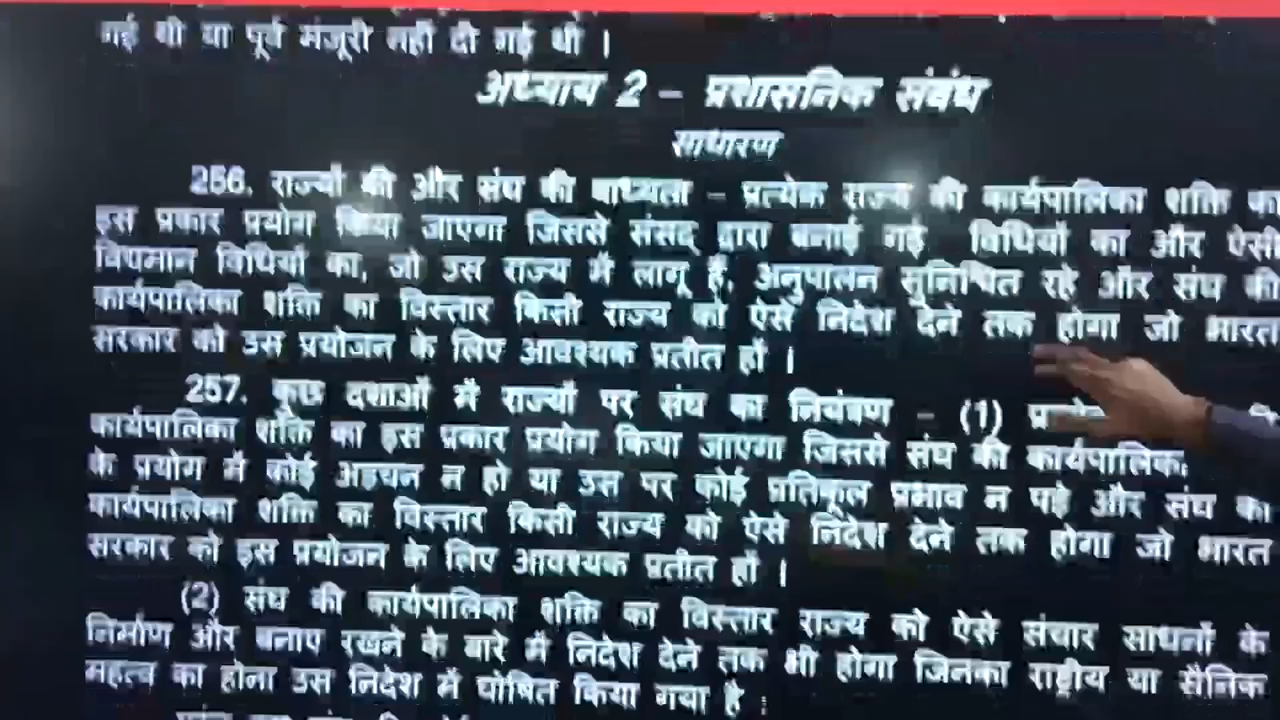 गई थी या पूर्व मंजूरी नहीं दी गई थी ।
अध्याय 2 – प्रशासनिक संबंध
साधारण
256. राज्यों की और संघ की बाध्यता – प्रत्येक राज्य की कार्यपालिका शक्ति का
इस प्रकार प्रयोग किया जाएगा जिससे संसद् द्वारा बनाई गई विधियों का और ऐसी
विद्यमान विधियों का, जो उस राज्य में लागू हैं, अनुपालन सुनिश्चित रहे और संघ की
कार्यपालिका शक्ति का विस्तार किसी राज्य को ऐसे निदेश देने तक होगा जो भारत
सरकार को उस प्रयोजन के लिए आवश्यक प्रतीत हों ।
257. कुछ दशाओं में राज्यों पर संघ का नियंत्रण – (1)
कार्यपालिका शक्ति का इस प्रकार प्रयोग किया जाएगा जिससे संघ की कार्यपालिका
के प्रयोग में कोई अड़चन न हो या उस पर कोई प्रतिकूल प्रभाव न पड़े और संघ की
कार्यपालिका शक्ति का विस्तार किसी राज्य को ऐसे निदेश देने तक होगा जो भारत
सरकार को इस प्रयोजन के लिए आवश्यक प्रतीत हों ।
(2) संघ की कार्यपालिका शक्ति का विस्तार राज्य को ऐसे संचार साधनों के
निर्माण और बनाए रखने के बारे में निदेश देने तक भी होगा जिनका राष्ट्रीय या सैनिक
महत्व का होना उस निदेश में घोषित किया गया है :